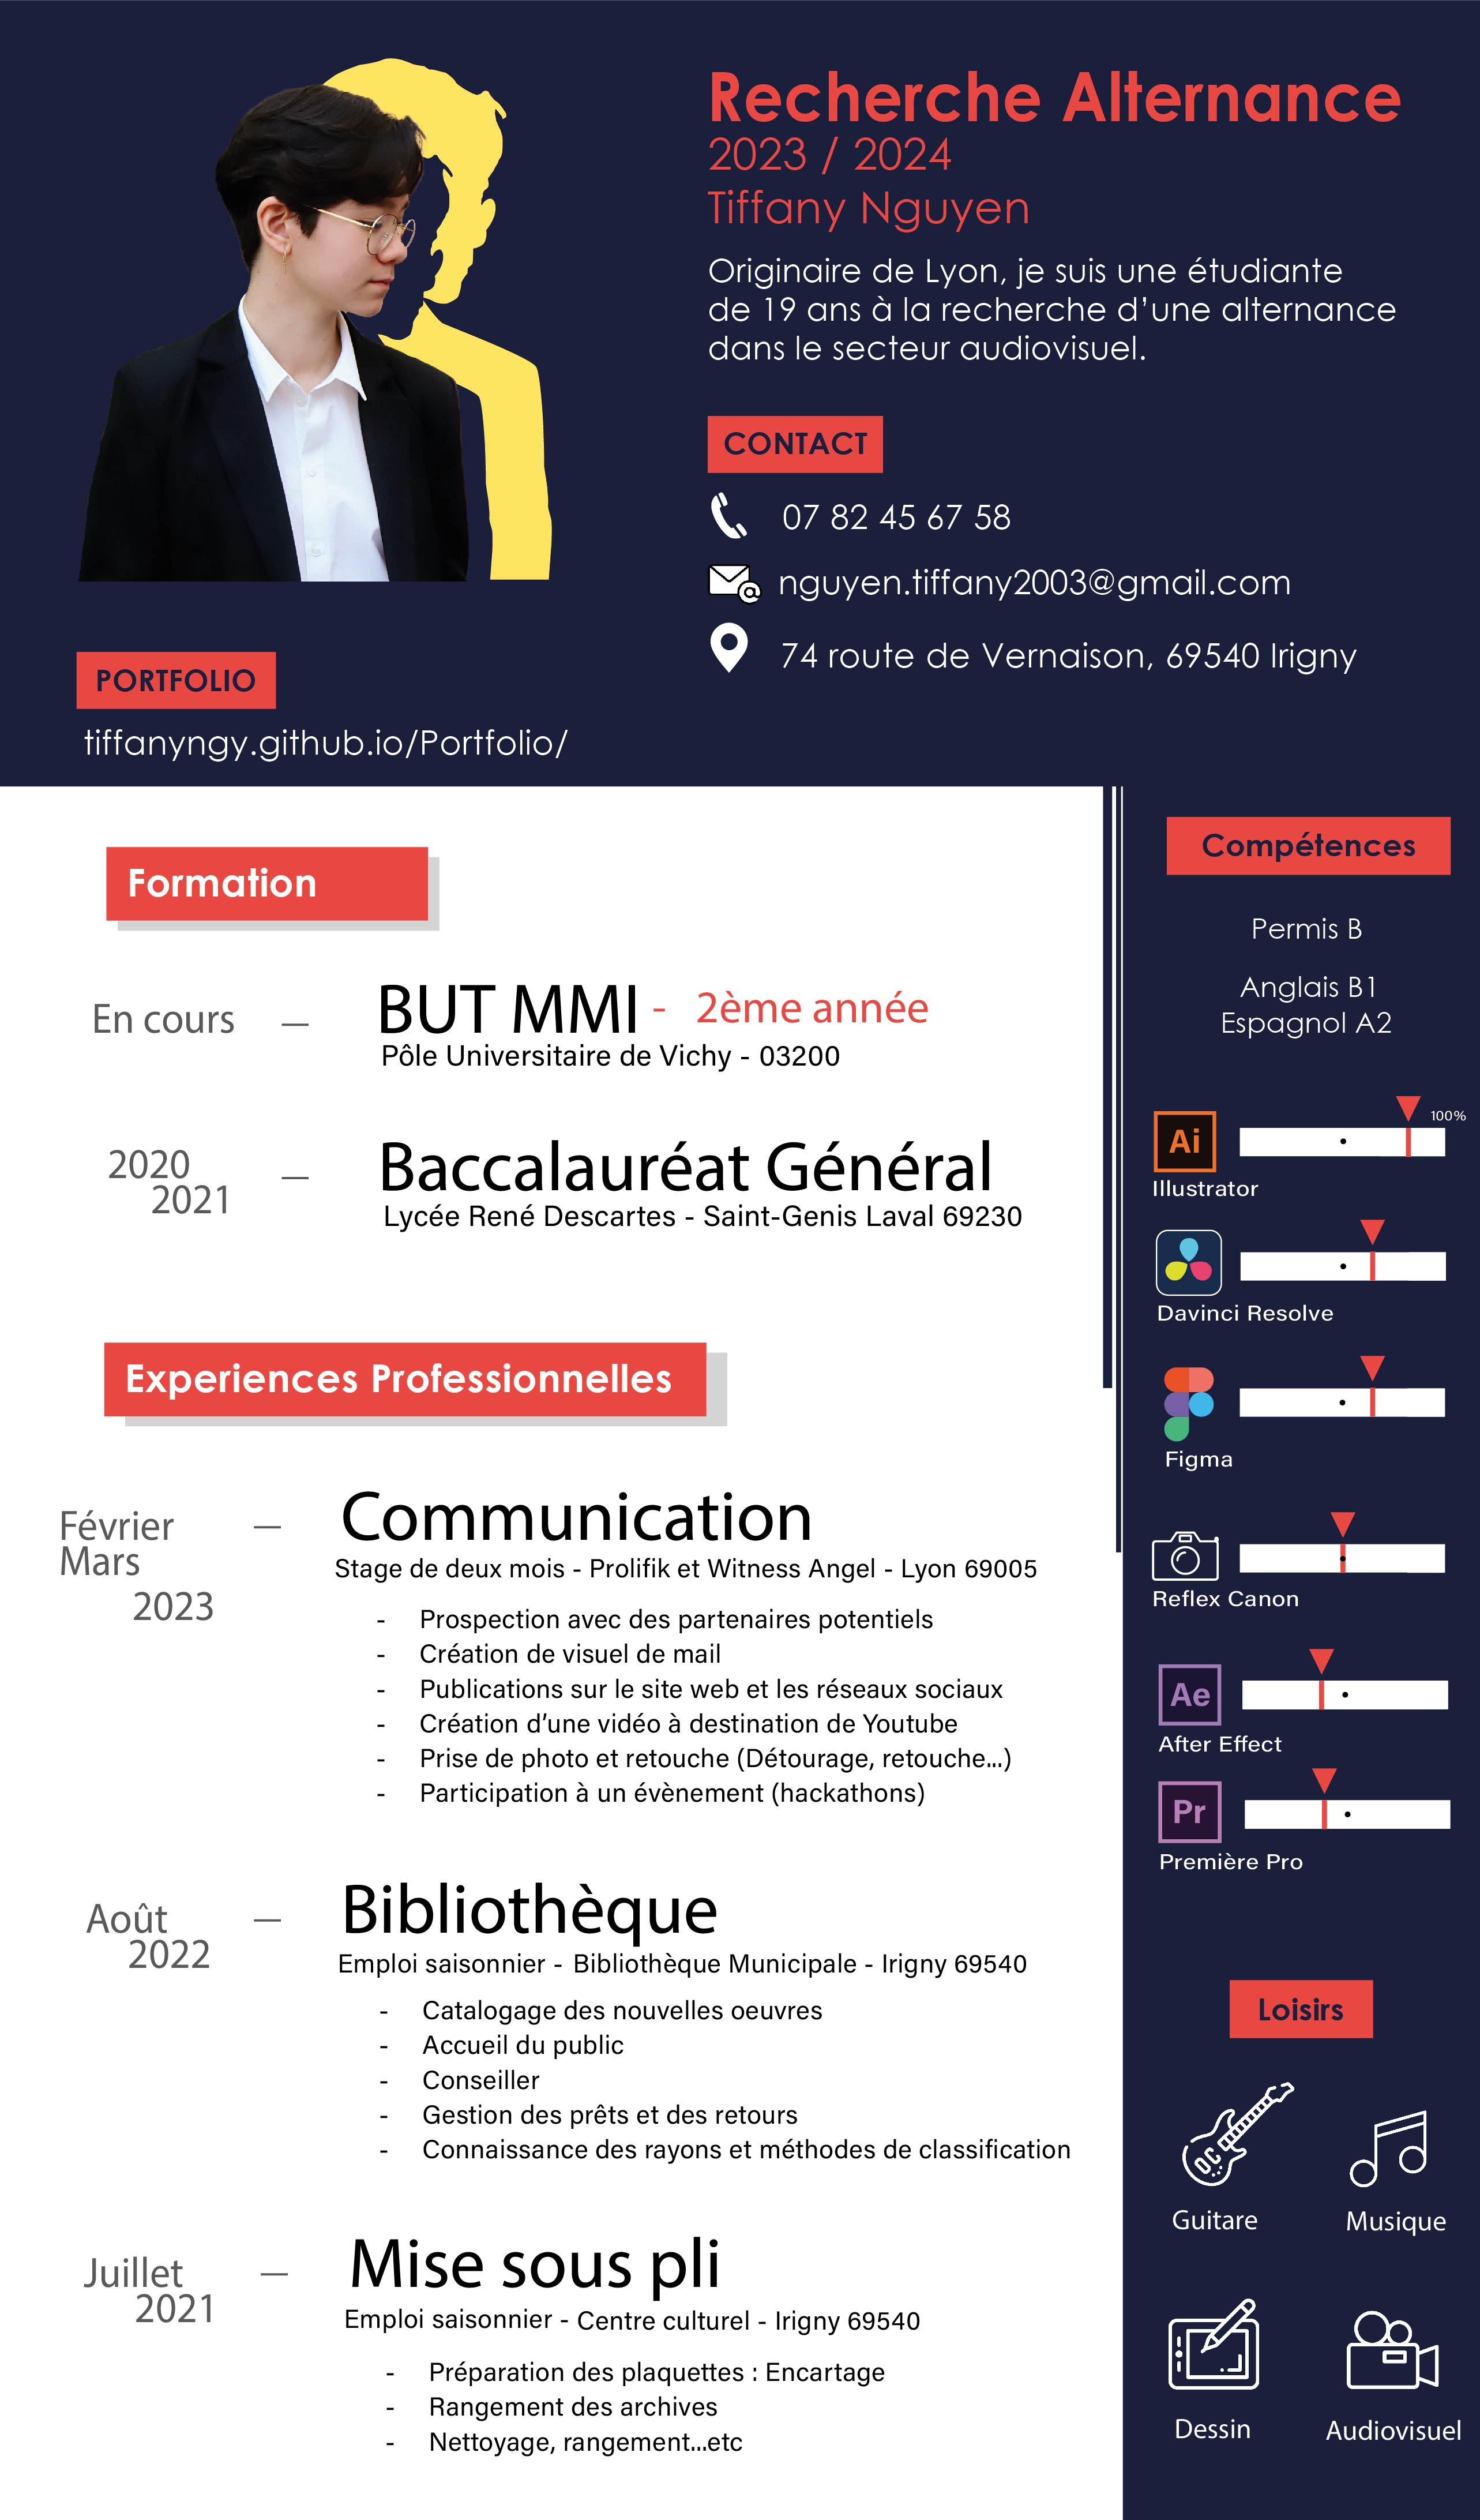 Recherche Alternance
2023 / 2024
Tiffany Nguyen
Originaire de Lyon, je suis une étudiante
de 19 ans à la recherche d’une alternance
dans le secteur audiovisuel.
CONTACT
07 82 45 67 58
nguyen.tiffany2003@gmail.com
74 route de Vernaison, 69540 Irigny
PORTFOLIO
tiffanyngy.github.io/Portfolio/
Formation
En cours —
BUT MMI - 2ème année
Pôle Universitaire de Vichy - 03200
2020
2021 —
Baccalauréat Général
Lycée René Descartes - Saint-Genis Laval 69230
Experiences Professionnelles
Février —
Mars
2023
Communication
Stage de deux mois - Prolifik et Witness Angel - Lyon 69005
- Prospection avec des partenaires potentiels
- Création de visuel de mail
- Publications sur le site web et les réseaux sociaux
- Création d’une vidéo à destination de Youtube
- Prise de photo et retouche (Détourage, retouche...)
- Participation à un évènement (hackathons)
Août —
2022
Bibliothèque
Emploi saisonnier - Bibliothèque Municipale - Irigny 69540
- Catalogage des nouvelles oeuvres
- Accueil du public
- Conseiller
- Gestion des prêts et des retours
- Connaissance des rayons et méthodes de classification
Juillet —
2021
Mise sous pli
Emploi saisonnier - Centre culturel - Irigny 69540
- Préparation des plaquettes : Encartage
- Rangement des archives
- Nettoyage, rangement...etc
Compétences
Permis B
Anglais B1
Espagnol A2
100%
Ai
Illustrator
Davinci Resolve
Figma
Reflex Canon
Ae
After Effect
Pr
Première Pro
Loisirs
Guitare
Musique
Dessin
Audiovisuel